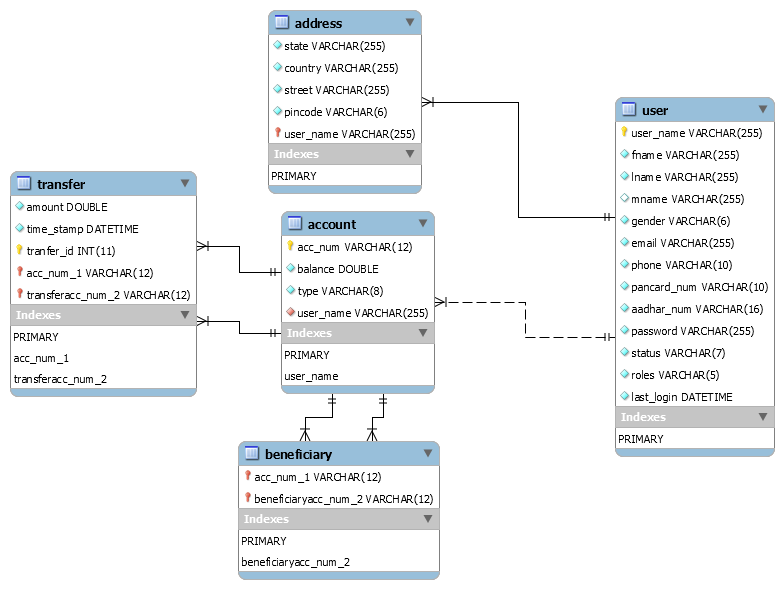 address
state VARCHAR(255)
country VARCHAR(255)
street VARCHAR(255)
pincode VARCHAR(6)
user_name VARCHAR(255)
Indexes
PRIMARY
user
user_name VARCHAR(255)
fname VARCHAR(255)
lname VARCHAR(255)
mname VARCHAR(255)
gender VARCHAR(6)
email VARCHAR(255)
phone VARCHAR(10)
pancard_num VARCHAR(10)
aadhar_num VARCHAR(16)
password VARCHAR(255)
status VARCHAR(7)
roles VARCHAR(5)
last_login DATETIME
Indexes
PRIMARY
transfer
amount DOUBLE
time_stamp DATETIME
tranfer_id INT(11)
acc_num_1 VARCHAR(12)
transferacc_num_2 VARCHAR(12)
Indexes
PRIMARY
acc_num_1
transferacc_num_2
account
acc_num VARCHAR(12)
balance DOUBLE
type VARCHAR(8)
user_name VARCHAR(255)
Indexes
PRIMARY
user_name
beneficiary
acc_num_1 VARCHAR(12)
beneficiaryacc_num_2 VARCHAR(12)
Indexes
PRIMARY
beneficiaryacc_num_2